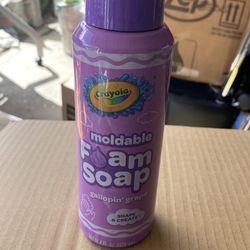 Crayola
moldable
Foam
Soap
gallopin' grape
SHAPE
& CREATE!